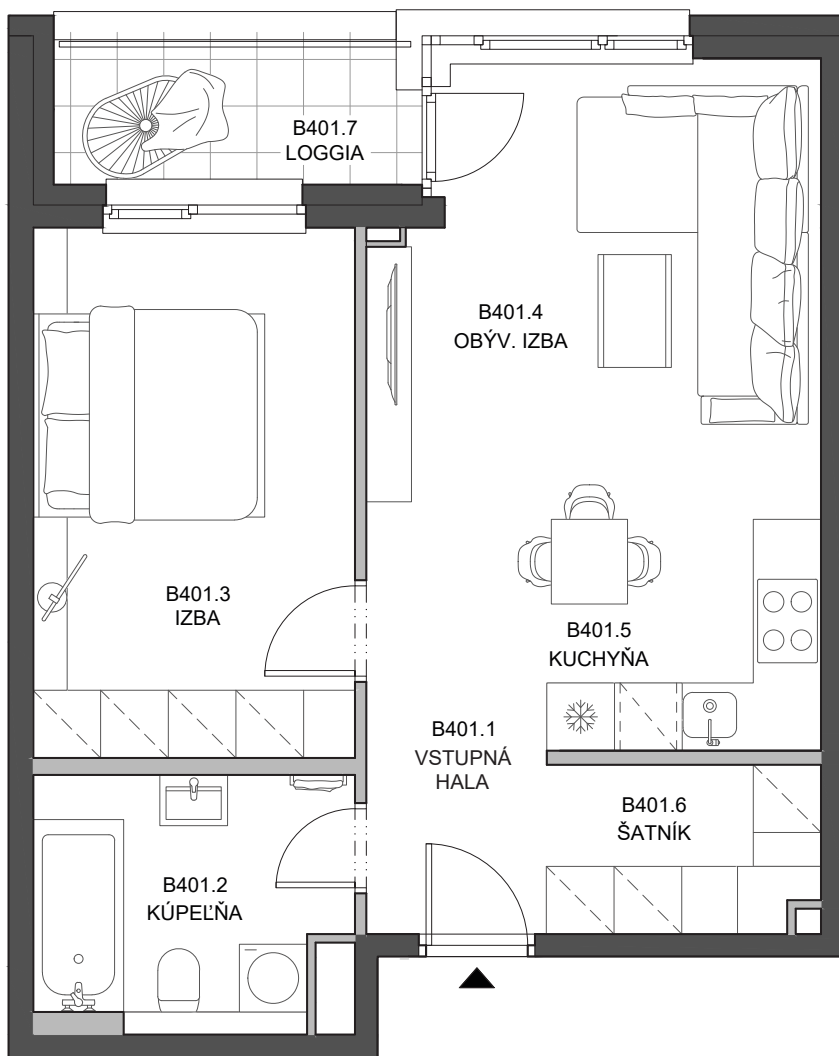 B401.7
LOGGIA
B401.4
OBÝV. IZBA
B401.3
IZBA
B401.5
KUCHYŇA
B401.1
VSTUPNÁ
HALA
B401.6
ŠATNÍK
B401.2
KÚPEĽŇA